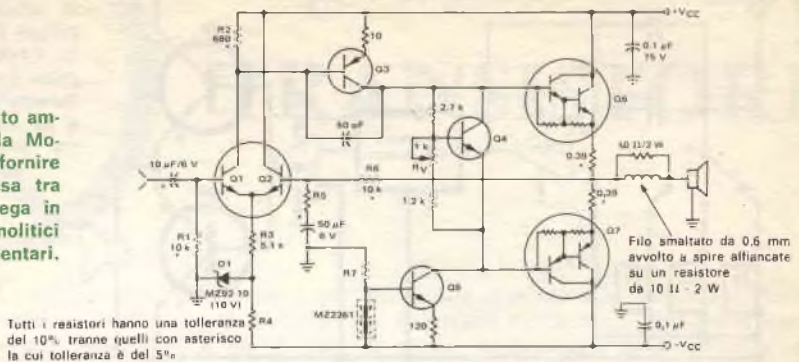 to am-
la Mo-
fornire
sa tra
ega in
nolitici
entari.
R2
680
10
Q3
50 pF
10 µF/6 V
Q1
Q2
R1
10 k
D1
MZ92-10
(10 V)
R3
5.1 k
R4
R5
50 µF
6 V
R6
10 k
R7
MZ2361
2.7 k
1 k
RV
1.2 k
Q4
120
Q6
Q7
0.39
0,39
+VCC
0.1 µF
75 V
10 Ω/2 W
0,1 µF
-VCC
Filo smaltato da 0.6 mm
avvolto a spire affiancate
su un resistore
da 10 Ω - 2 W
Tutti i resistori hanno una tolleranza
del 10% tranne quelli con asterisco
la cui tolleranza è del 5%